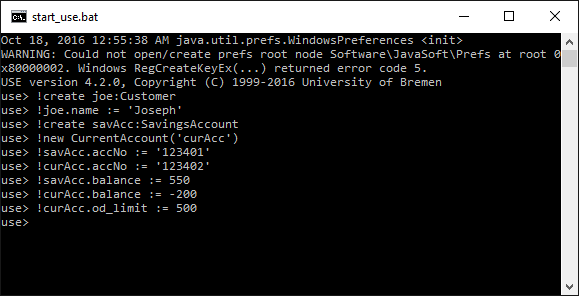 start_use.bat
Oct 18, 2016 12:55:38 AM java.util.prefs.WindowsPreferences <init>
WARNING: Could not open/create prefs root node Software\JavaSoft\Prefs at root 0
x80000002. Windows RegCreateKeyEx(...) returned error code 5.
USE version 4.2.0, Copyright (C) 1999-2016 University of Bremen
use> !create joe:Customer
use> !joe.name := 'Joseph'
use> !create savAcc:SavingsAccount
use> !new CurrentAccount('curAcc')
use> !savAcc.accNo := '123401'
use> !curAcc.accNo := '123402'
use> !savAcc.balance := 550
use> !curAcc.balance := -200
use> !curAcc.od_limit := 500
use>